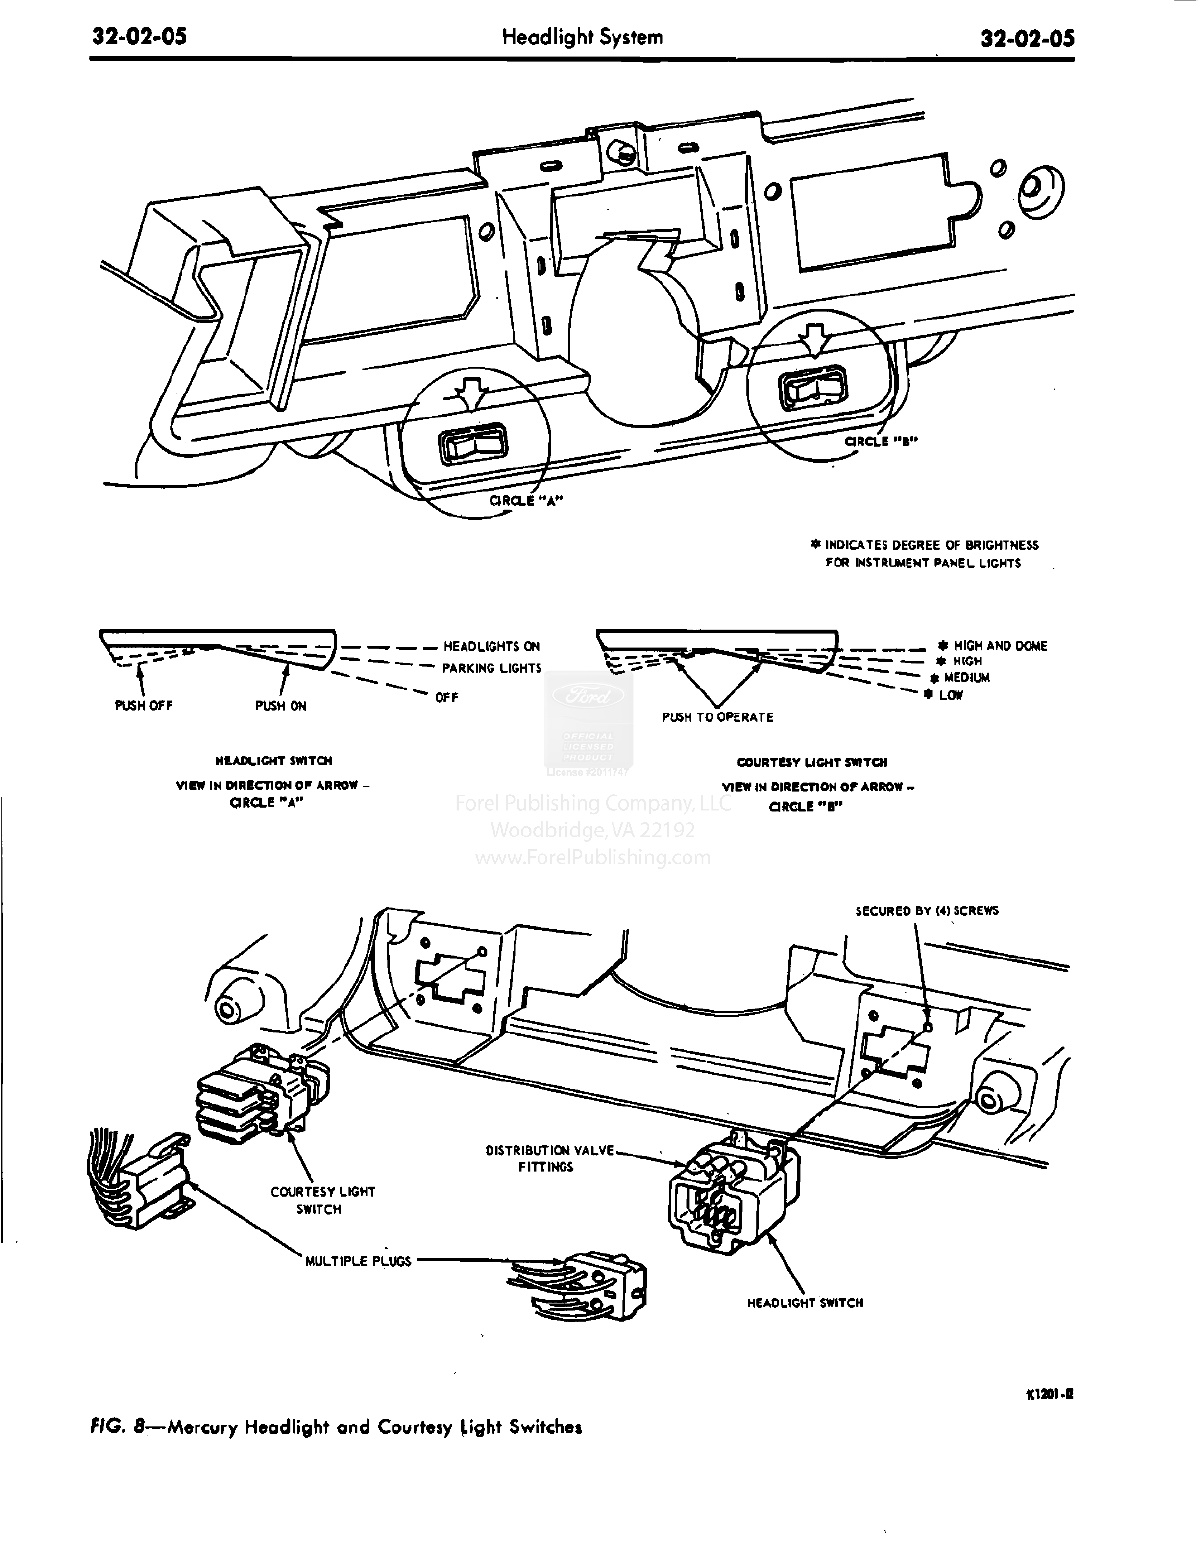 32-02-05
Headlight System
32-02-05
CIRCLE "B"
CIRCLE "A"
* INDICATES DEGREE OF BRIGHTNESS
FOR INSTRUMENT PANEL LIGHTS
HEADLIGHTS ON
PARKING LIGHTS
OFF
PUSH OFF
PUSH ON
* HIGH AND DOME
* HIGH
* MEDIUM
* LOW
PUSH TO OPERATE
HEADLIGHT SWITCH
VIEW IN DIRECTION OF ARROW -
CIRCLE "A"
COURTESY LIGHT SWITCH
VIEW IN DIRECTION OF ARROW -
CIRCLE "B"
Ford
OFFICIAL
LICENSED
PRODUCT
License #2011747
Forel Publishing Company, LLC
Woodbridge, VA 22192
www.ForelPublishing.com
SECURED BY (4) SCREWS
DISTRIBUTION VALVE
FITTINGS
COURTESY LIGHT
SWITCH
MULTIPLE PLUGS
HEADLIGHT SWITCH
K1201-E
FIG. 8—Mercury Headlight and Courtesy Light Switches